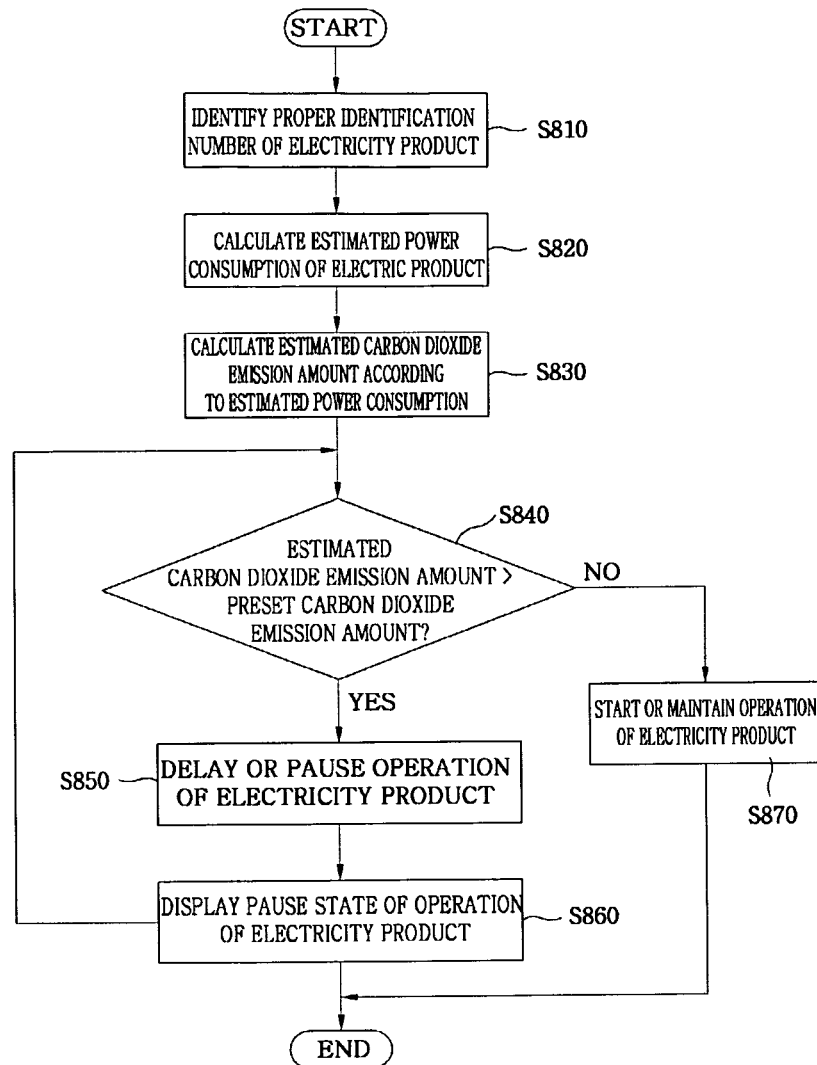 START
IDENTIFY PROPER IDENTIFICATION
NUMBER OF ELECTRICITY PRODUCT
S810
CALCULATE ESTIMATED POWER
CONSUMPTION OF ELECTRIC PRODUCT
S820
CALCULATE ESTIMATED CARBON DIOXIDE
EMISSION AMOUNT ACCORDING
TO ESTIMATED POWER CONSUMPTION
S830
S840
ESTIMATED
CARBON DIOXIDE EMISSION AMOUNT >
PRESET CARBON DIOXIDE
EMISSION AMOUNT?
NO
YES
START OR MAINTAIN OPERATION
OF ELECTRICITY PRODUCT
S870
S850
DELAY OR PAUSE OPERATION
OF ELECTRICITY PRODUCT
DISPLAY PAUSE STATE OF OPERATION
OF ELECTRICITY PRODUCT
S860
END